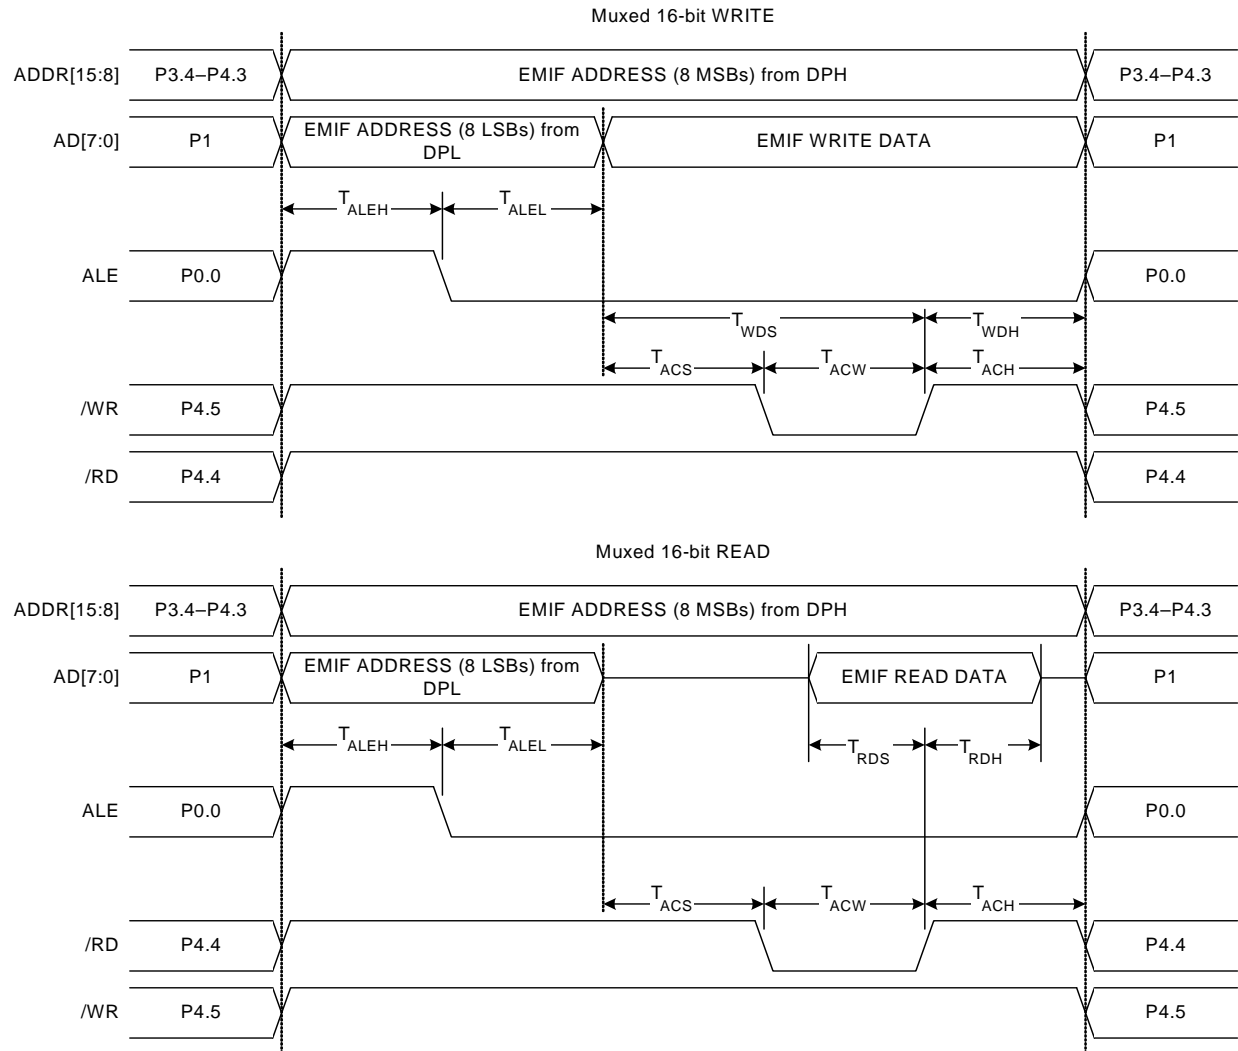 Muxed 16-bit WRITE
ADDR[15:8] P3.4–P4.3 EMIF ADDRESS (8 MSBs) from DPH P3.4–P4.3
AD[7:0] P1 EMIF ADDRESS (8 LSBs) from DPL EMIF WRITE DATA P1
TALEH TALEL
ALE P0.0 P0.0
TWDS TWDH
TACS TACW TACH
/WR P4.5 P4.5
/RD P4.4 P4.4
Muxed 16-bit READ
ADDR[15:8] P3.4–P4.3 EMIF ADDRESS (8 MSBs) from DPH P3.4–P4.3
AD[7:0] P1 EMIF ADDRESS (8 LSBs) from DPL EMIF READ DATA P1
TALEH TALEL TRDS TRDH
ALE P0.0 P0.0
TACS TACW TACH
/RD P4.4 P4.4
/WR P4.5 P4.5